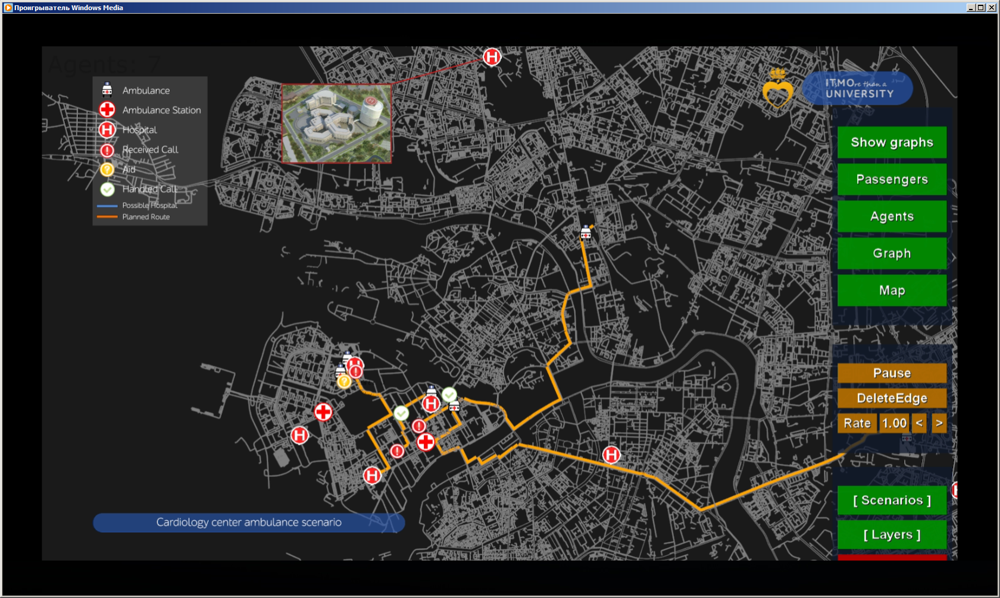 Проигрыватель Windows Media
Agents: 7
Ambulance
Ambulance Station
Hospital
Received Call
Aid
Handled Call
Possible Hospital
Planned Route
ITMOre than a
UNIVERSITY
Show graphs
Passengers
Agents
Graph
Map
Pause
DeleteEdge
Rate 1.00 < >
[ Scenarios ]
[ Layers ]
Cardiology center ambulance scenario